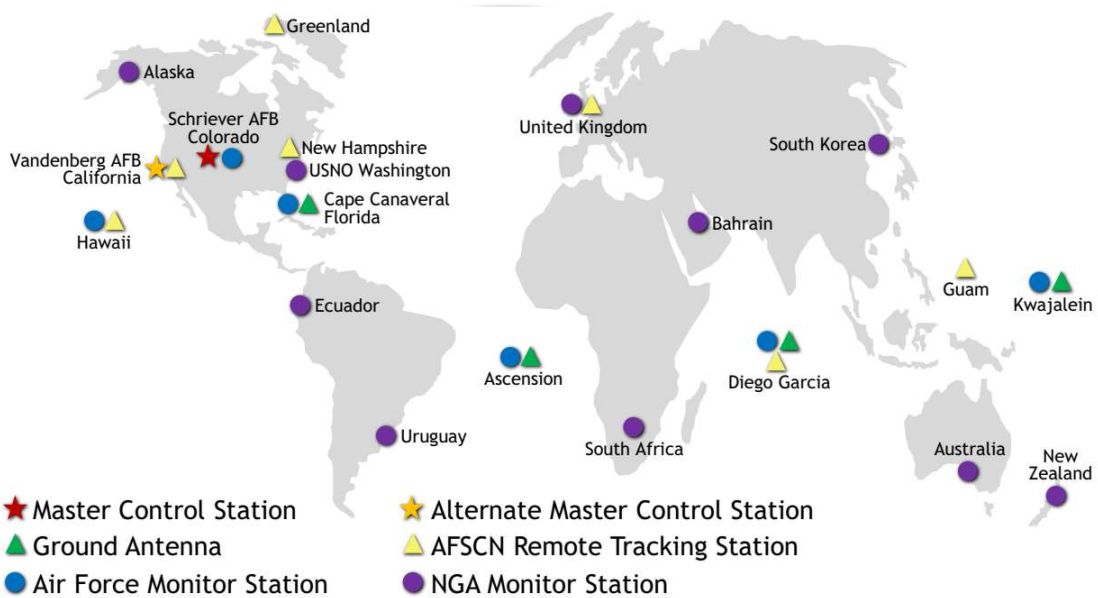 Greenland
Alaska
Schriever AFB
Colorado
United Kingdom
New Hampshire
South Korea
Vandenberg AFB
California
USNO Washington
Cape Canaveral
Florida
Bahrain
Hawaii
Guam
Kwajalein
Ecuador
Ascension
Diego Garcia
Uruguay
South Africa
Australia
New
Zealand
Master Control Station
Alternate Master Control Station
Ground Antenna
AFSCN Remote Tracking Station
Air Force Monitor Station
NGA Monitor Station